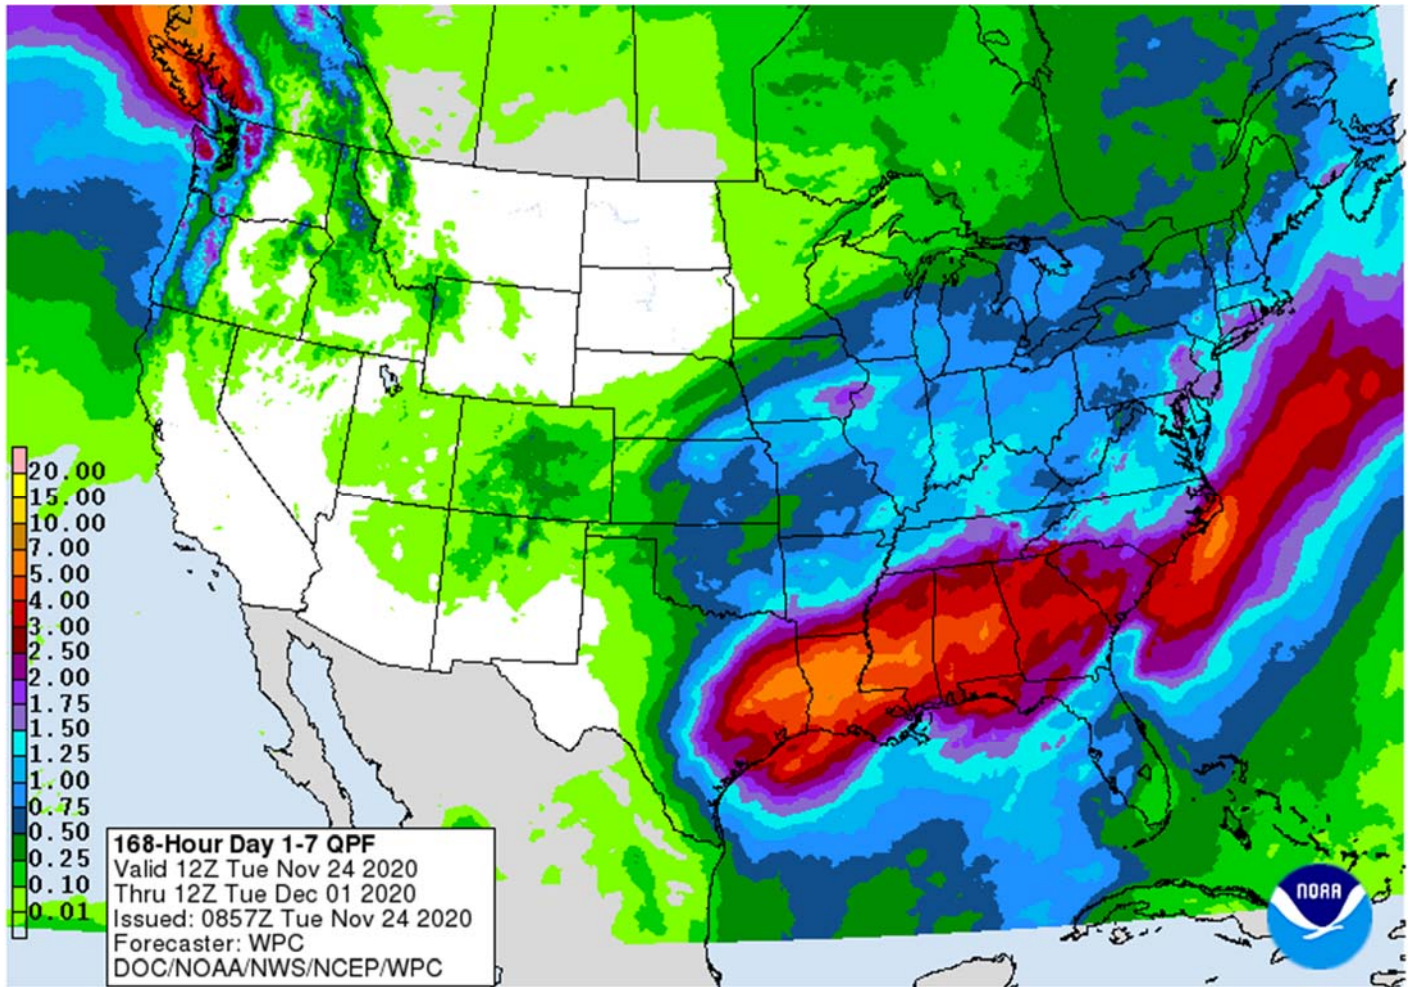 20.00
15.00
10.00
7.00
5.00
4.00
3.00
2.50
2.00
1.75
1.50
1.25
1.00
0.75
0.50
0.25
0.10
0.01
168-Hour Day 1-7 QPF
Valid 12Z Tue Nov 24 2020
Thru 12Z Tue Dec 01 2020
Issued: 0857Z Tue Nov 24 2020
Forecaster: WPC
DOC/NOAA/NWS/NCEP/WPC
NOAA